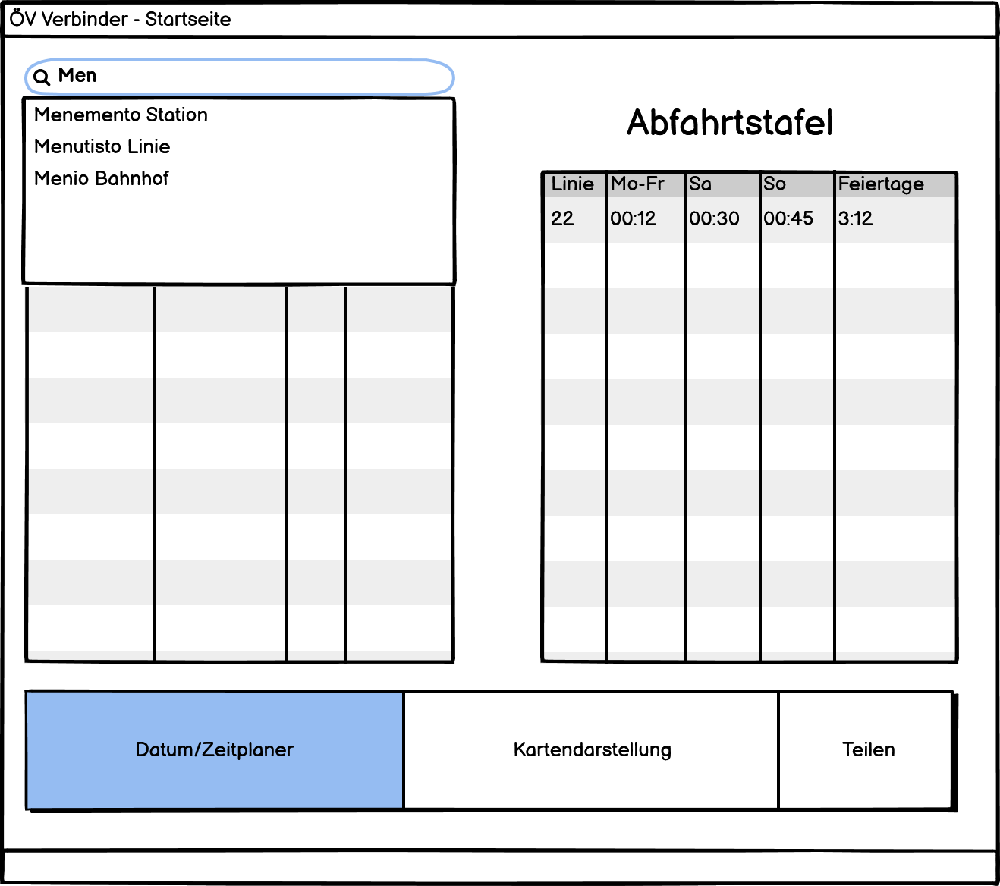 ÖV Verbinder - Startseite
Men
Menemento Station
Menutisto Linie
Menio Bahnhof
Abfahrtstafel
Linie Mo-Fr Sa So Feiertage
22 00:12 00:30 00:45 3:12
Datum/Zeitplaner Kartendarstellung Teilen